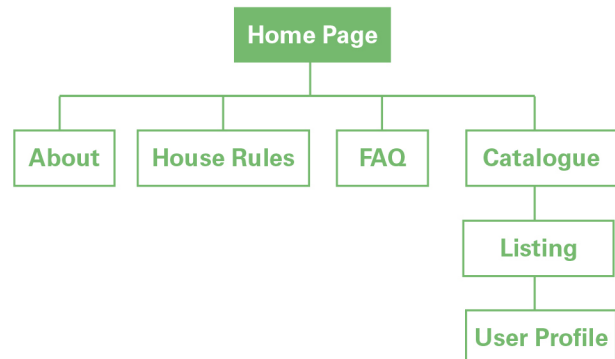 Home Page
About
House Rules
FAQ
Catalogue
Listing
User Profile